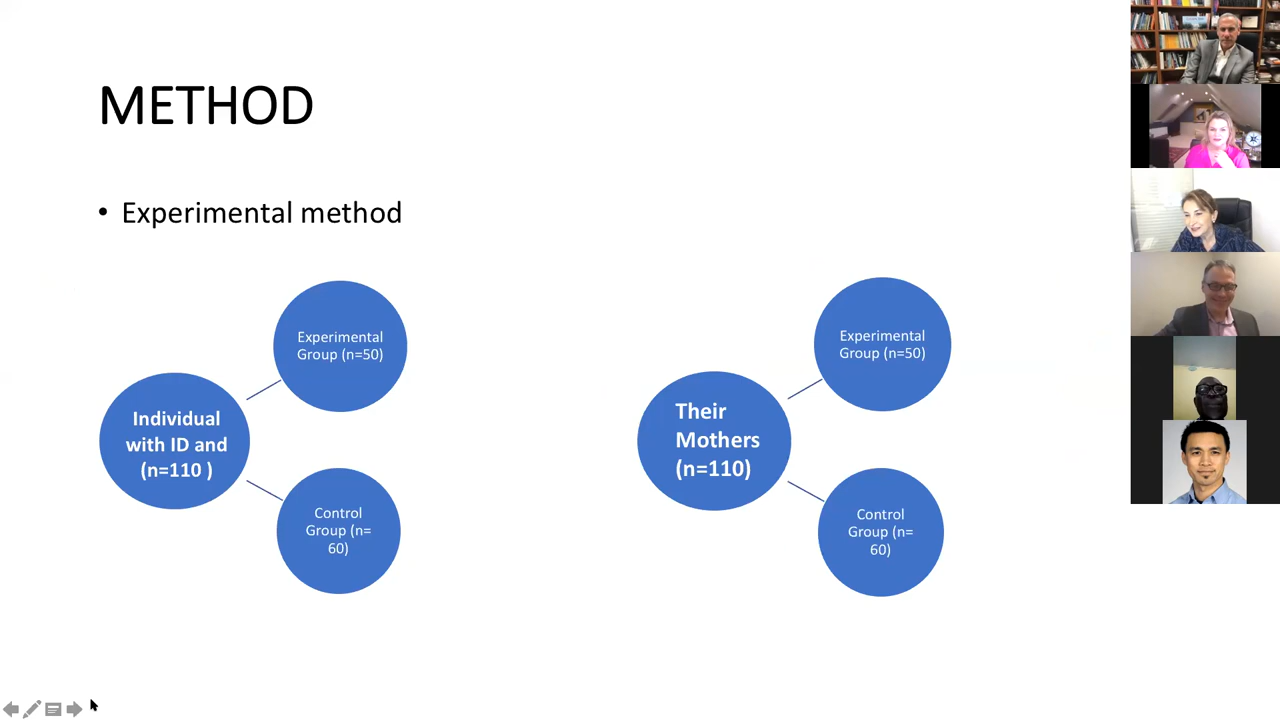 METHOD
• Experimental method
Experimental
Group (n=50)
Individual
with ID and
(n=110 )
Control
Group (n=
60)
Experimental
Group (n=50)
Their
Mothers
(n=110)
Control
Group (n=
60)